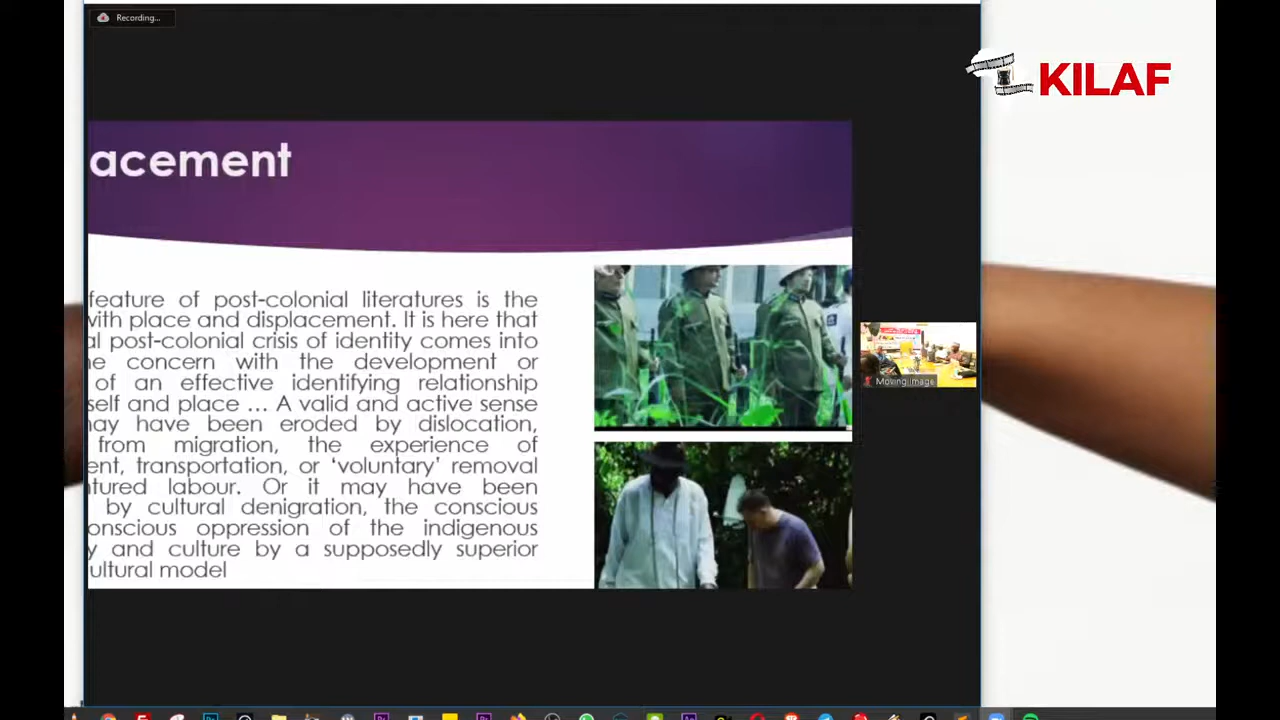 Recording...
KILAF
acement
feature of post-colonial literatures is the
with place and displacement. It is here that
al post-colonial crisis of identity comes into
he concern with the development or
of an effective identifying relationship
self and place … A valid and active sense
may have been eroded by dislocation,
from migration, the experience of
ent, transportation, or ‘voluntary’ removal
ntured labour. Or it may have been
by cultural denigration, the conscious
onscious oppression of the indigenous
y and culture by a supposedly superior
ultural model
Moving Image